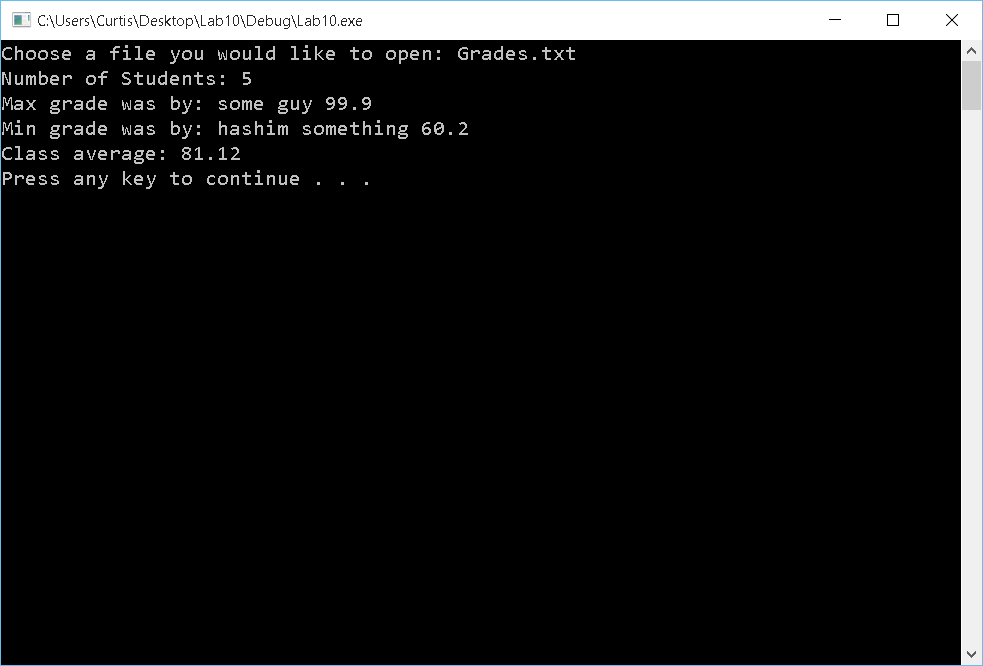 C:\Users\Curtis\Desktop\Lab10\Debug\Lab10.exe
Choose a file you would like to open: Grades.txt
Number of Students: 5
Max grade was by: some guy 99.9
Min grade was by: hashim something 60.2
Class average: 81.12
Press any key to continue . . .